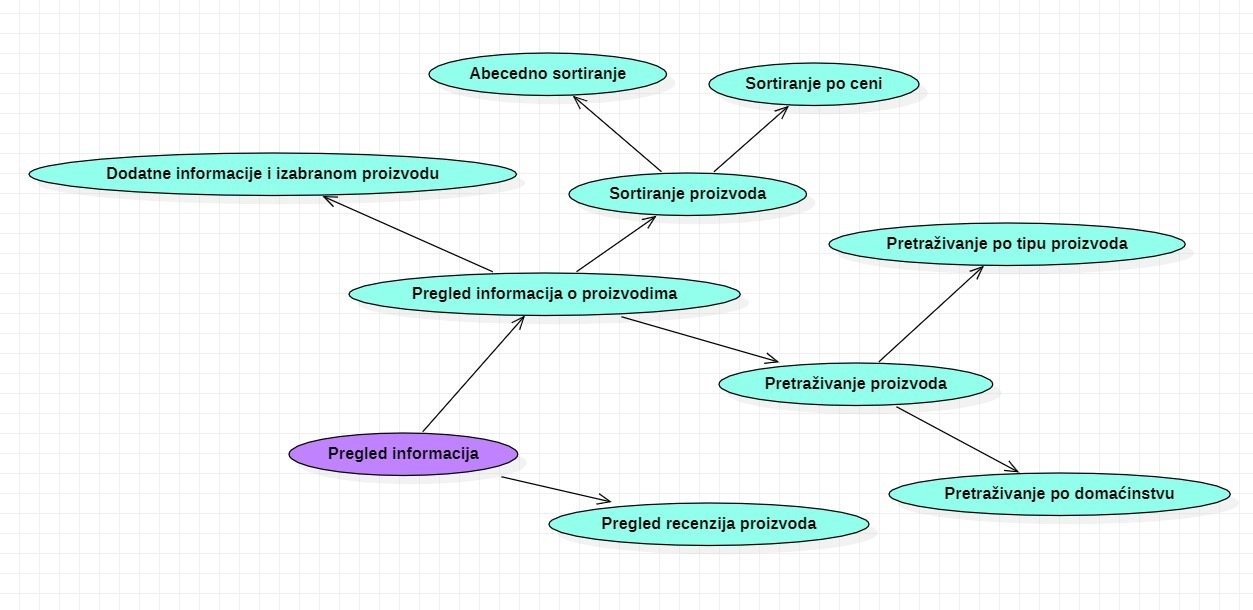 Abecedno sortiranje
Sortiranje po ceni
Dodatne informacije i izabranom proizvodu
Sortiranje proizvoda
Pretraživanje po tipu proizvoda
Pregled informacija o proizvodima
Pretraživanje proizvoda
Pregled informacija
Pretraživanje po domaćinstvu
Pregled recenzija proizvoda